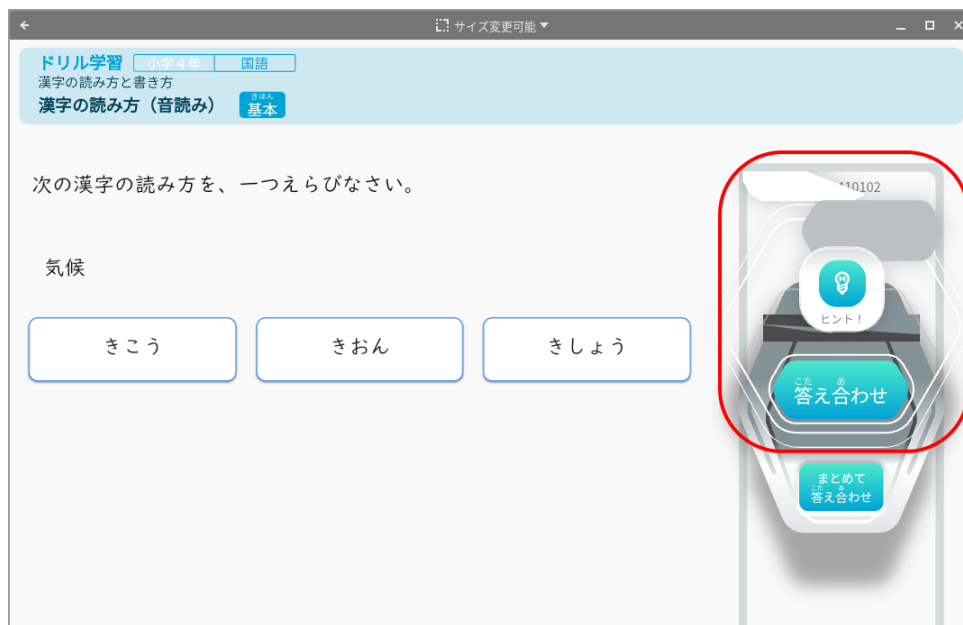 サイズ変更可能
ドリル学習 小学4年 国語
漢字の読み方と書き方
きほん
漢字の読み方（音読み） 基本
次の漢字の読み方を、一つえらびなさい。
10102
気候
ヒント！
きこう きおん きしょう
こた あ
答え合わせ
まとめて
こた あ
答え合わせ